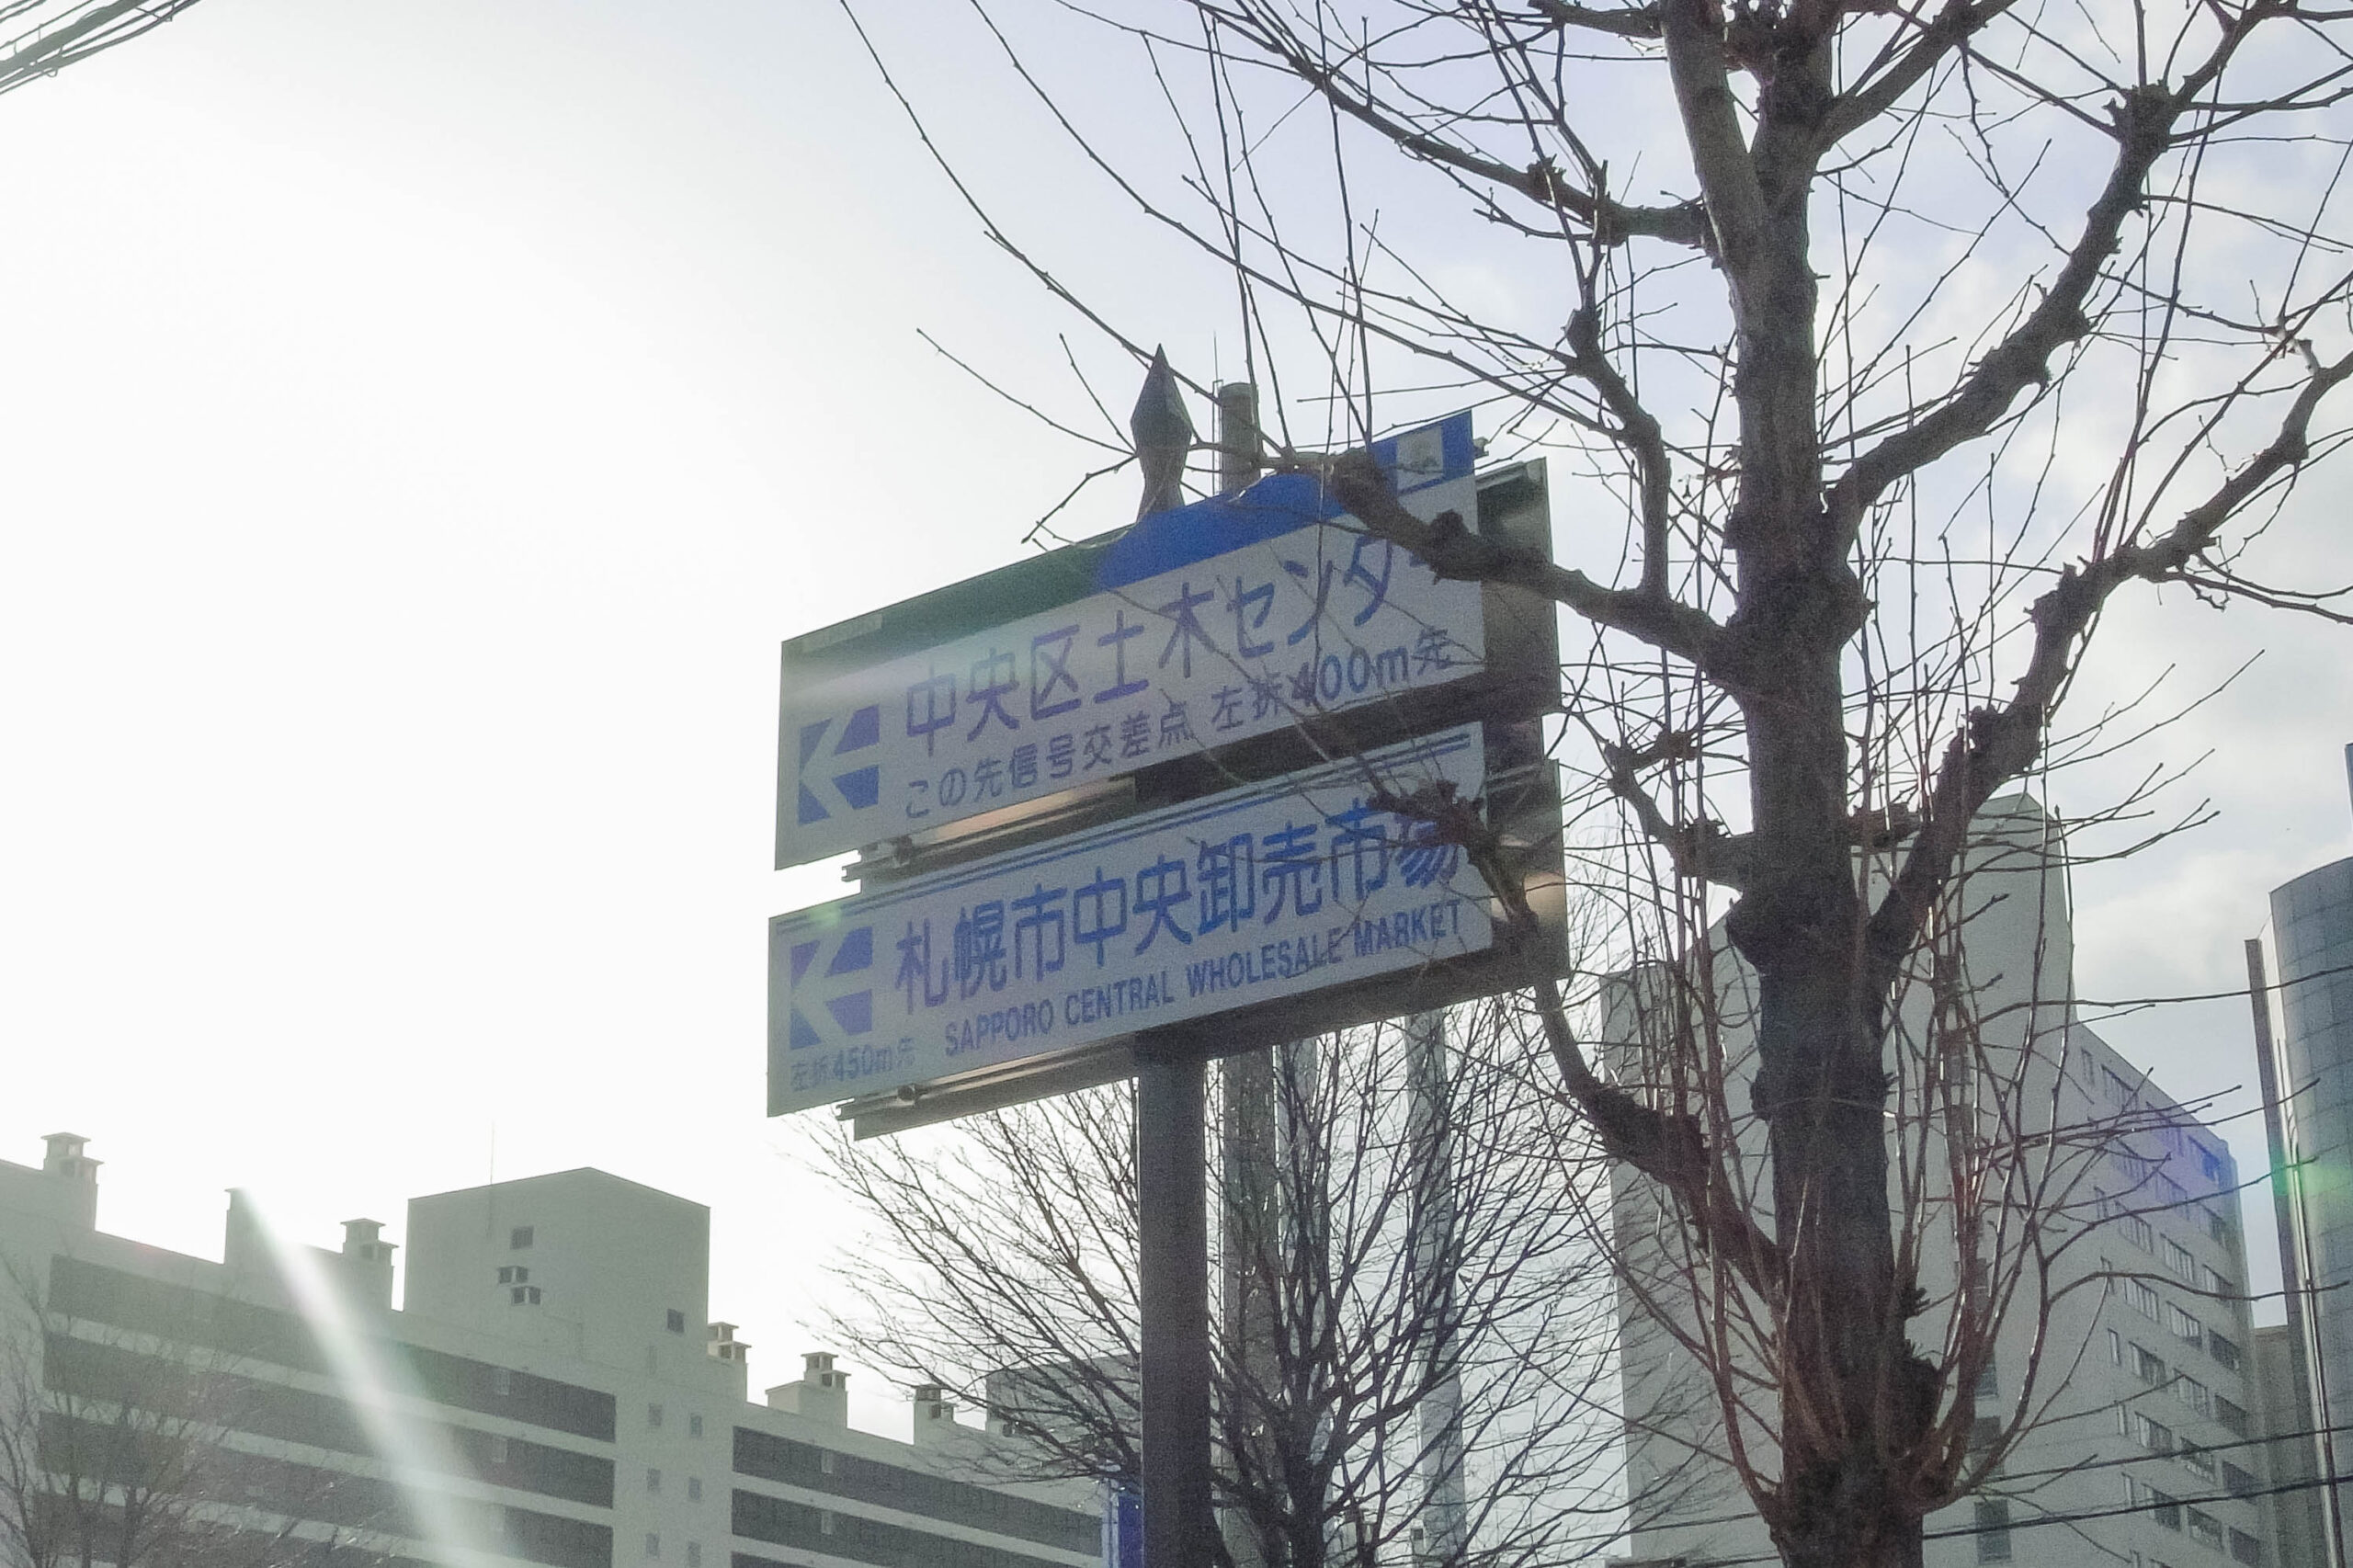 中央区土木センター
この先信号交差点 左折400m先
札幌市中央卸売市場
SAPPORO CENTRAL WHOLESALE MARKET
左折450m先